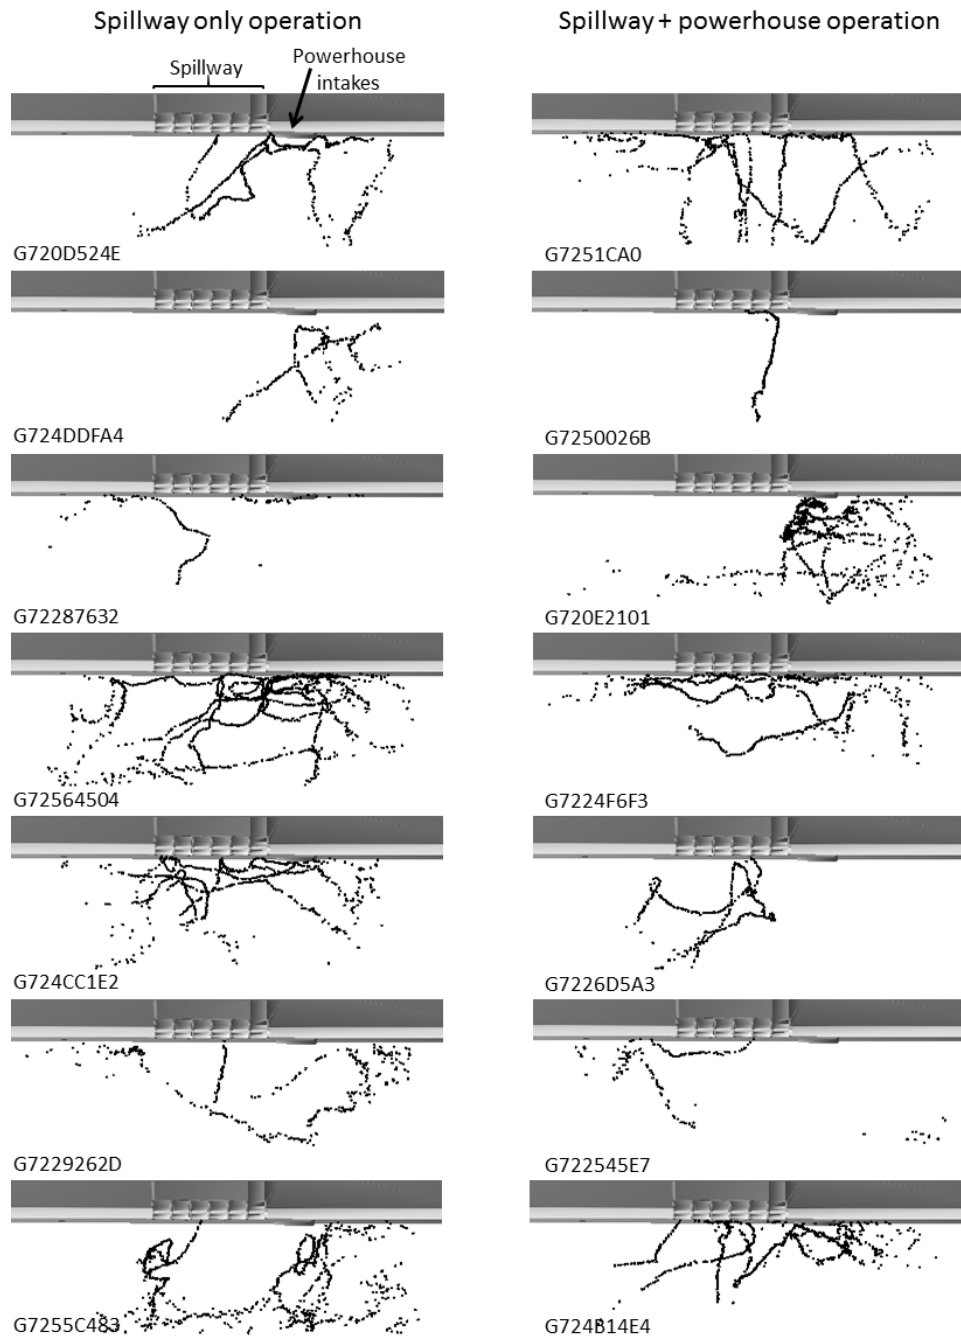 Spillway only operation
Spillway + powerhouse operation
Spillway
Powerhouse
intakes
G720D524E
G7251CA0
G724DDFA4
G7250026B
G72287632
G720E2101
G72564504
G7224F6F3
G724CC1E2
G7226D5A3
G7229262D
G722545E7
G7255C483
G724B14E4